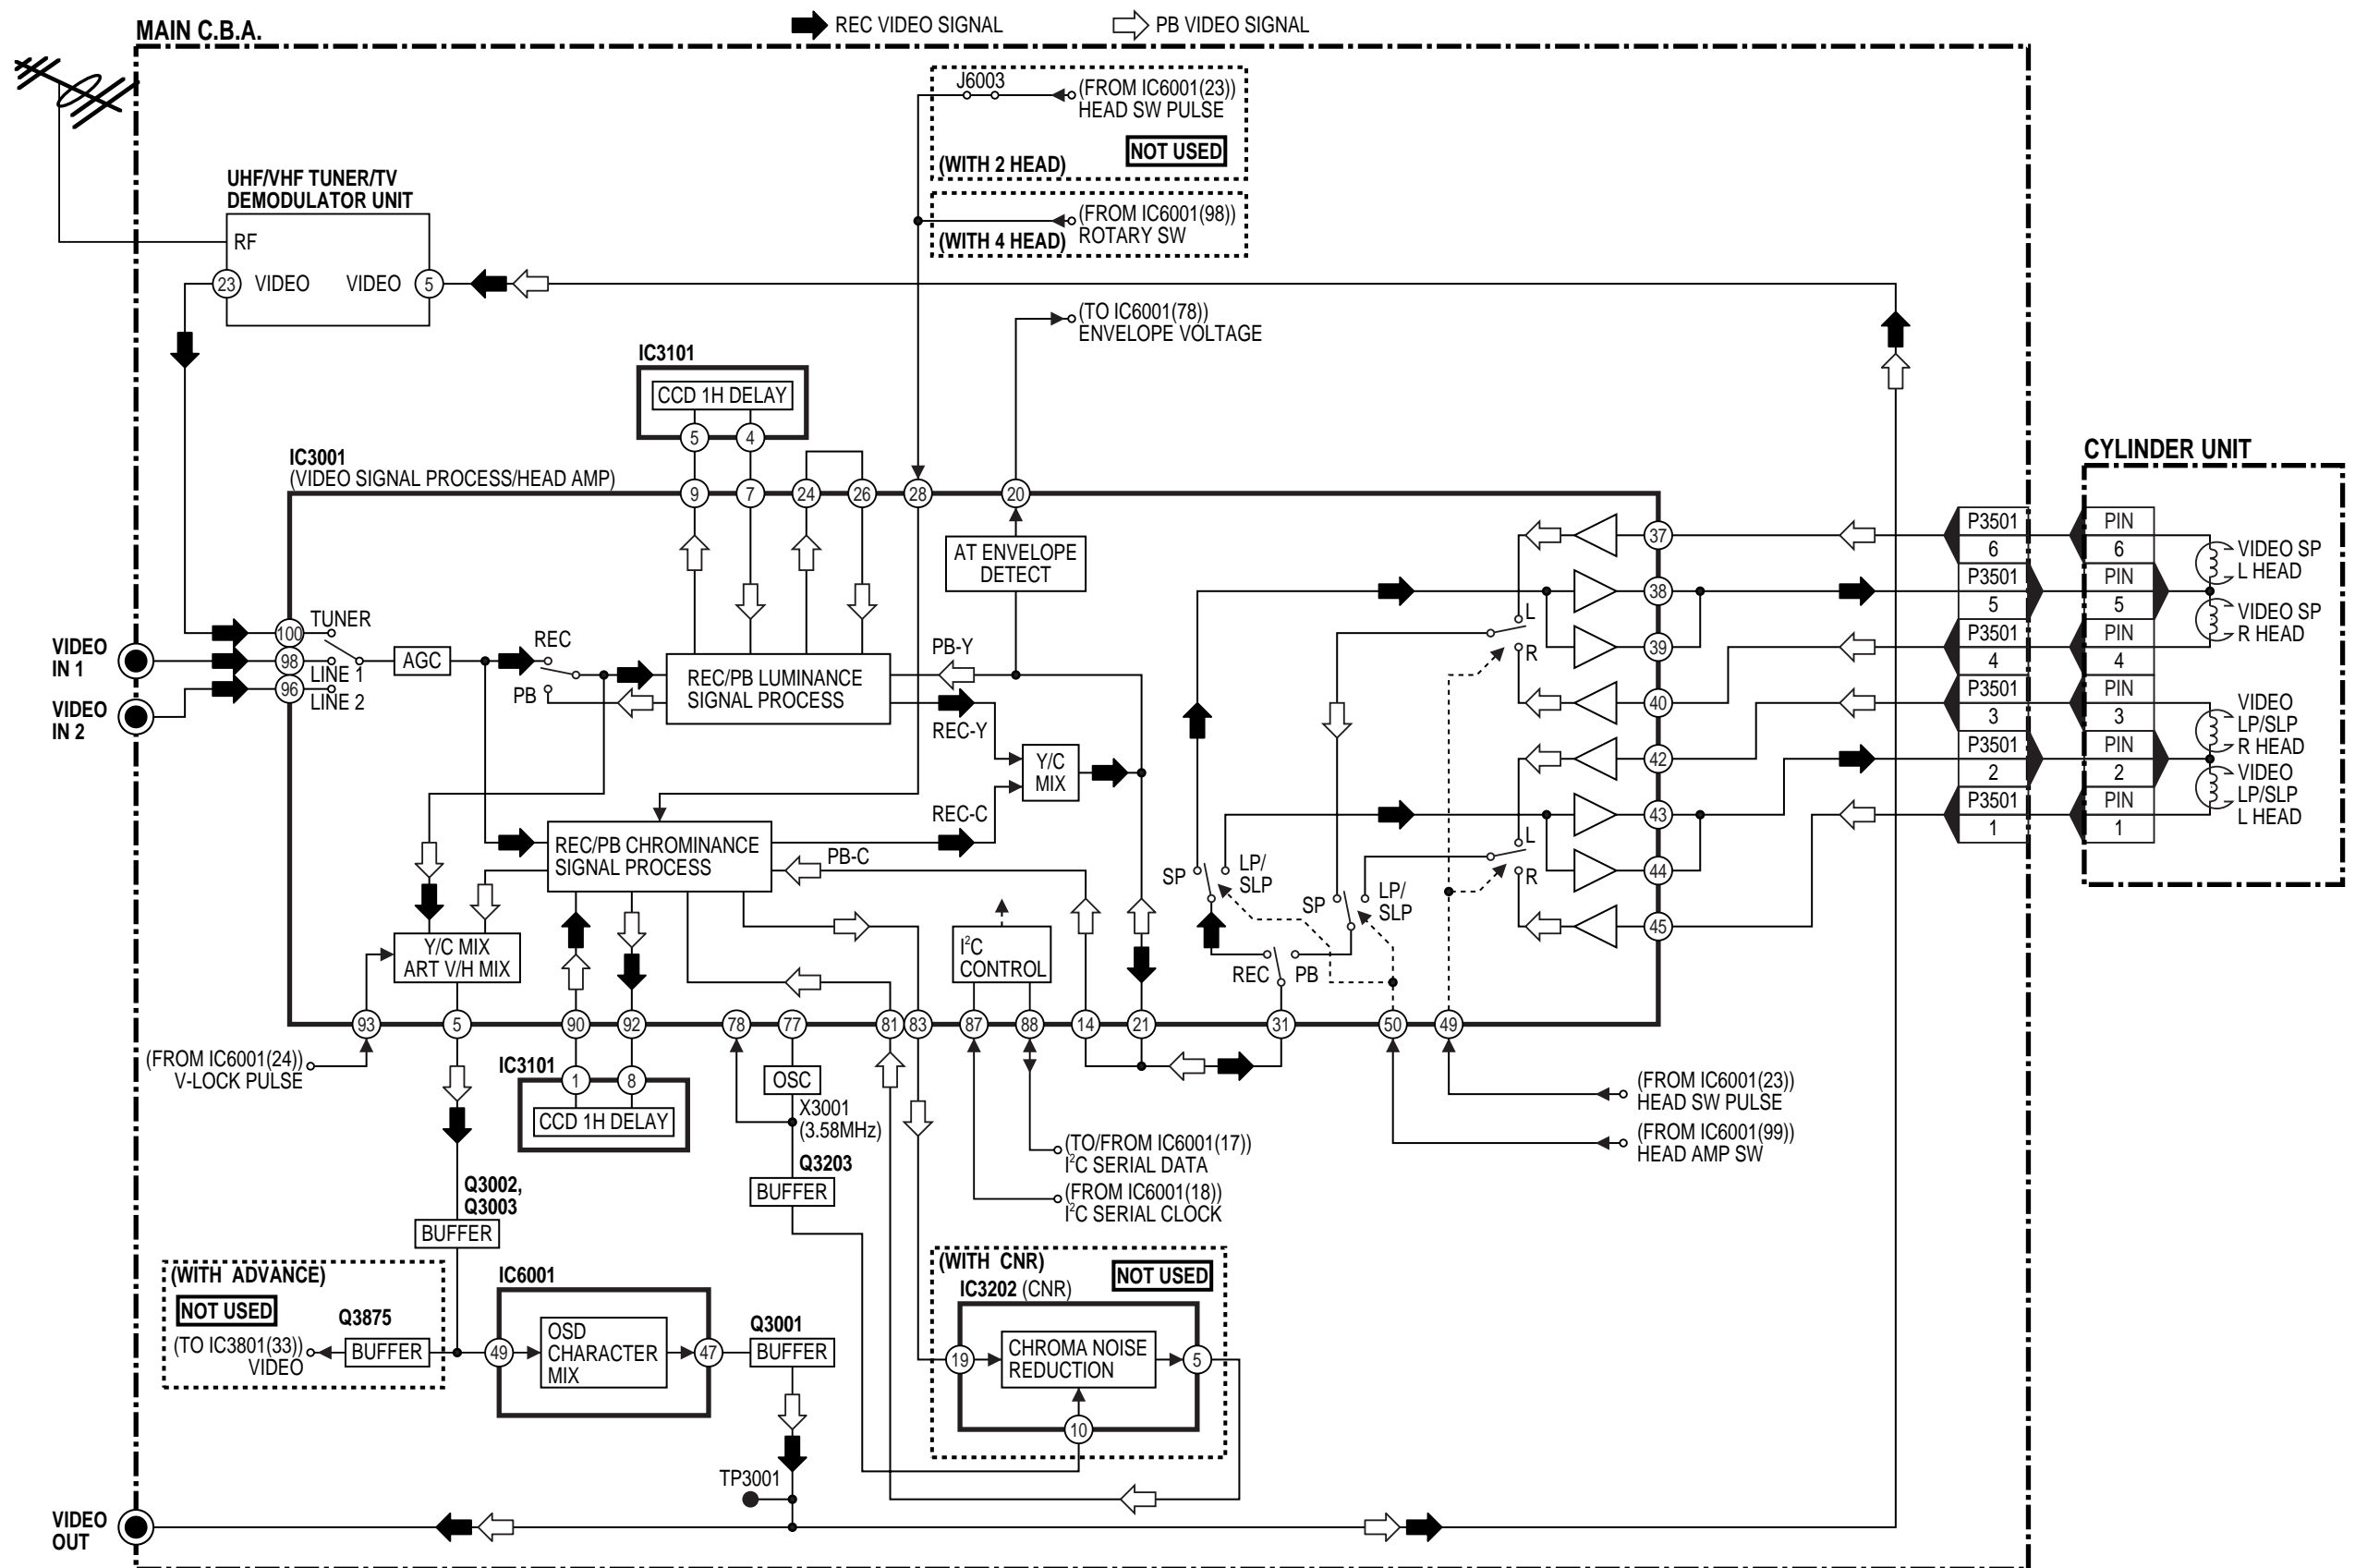 REC VIDEO SIGNAL
PB VIDEO SIGNAL
MAIN C.B.A.
J6003
(FROM IC6001(23))
HEAD SW PULSE
NOT USED
(WITH 2 HEAD)
(FROM IC6001(98))
ROTARY SW
(WITH 4 HEAD)
UHF/VHF TUNER/TV
DEMODULATOR UNIT
RF
23
VIDEO
VIDEO
5
(TO IC6001(78))
ENVELOPE VOLTAGE
IC3101
CCD 1H DELAY
5
4
IC3001
(VIDEO SIGNAL PROCESS/HEAD AMP)
9
7
24
26
28
20
CYLINDER UNIT
AT ENVELOPE
DETECT
37
38
39
40
42
43
44
45
P3501
6
P3501
5
P3501
4
P3501
3
P3501
2
P3501
1
PIN
6
PIN
5
PIN
4
PIN
3
PIN
2
PIN
1
VIDEO SP
L HEAD
VIDEO SP
R HEAD
VIDEO
LP/SLP
R HEAD
VIDEO
LP/SLP
L HEAD
VIDEO
IN 1
VIDEO
IN 2
100
98
96
TUNER
LINE 1
LINE 2
AGC
REC
PB
REC/PB LUMINANCE
SIGNAL PROCESS
PB-Y
REC-Y
Y/C
MIX
REC-C
REC/PB CHROMINANCE
SIGNAL PROCESS
PB-C
L
R
L
R
SP
LP/
SLP
SP
LP/
SLP
REC
PB
Y/C MIX
ART V/H MIX
I²C
CONTROL
93
5
90
92
78
77
81
83
87
88
14
21
31
50
49
(FROM IC6001(24))
V-LOCK PULSE
IC3101
1
8
CCD 1H DELAY
OSC
X3001
(3.58MHz)
Q3203
BUFFER
(TO/FROM IC6001(17))
I²C SERIAL DATA
(FROM IC6001(18))
I²C SERIAL CLOCK
(FROM IC6001(23))
HEAD SW PULSE
(FROM IC6001(99))
HEAD AMP SW
Q3002,
Q3003
BUFFER
(WITH ADVANCE)
NOT USED
Q3875
(TO IC3801(33))
VIDEO
BUFFER
IC6001
49
OSD
CHARACTER
MIX
47
Q3001
BUFFER
(WITH CNR)
NOT USED
IC3202 (CNR)
19
CHROMA NOISE
REDUCTION
5
10
TP3001
VIDEO
OUT